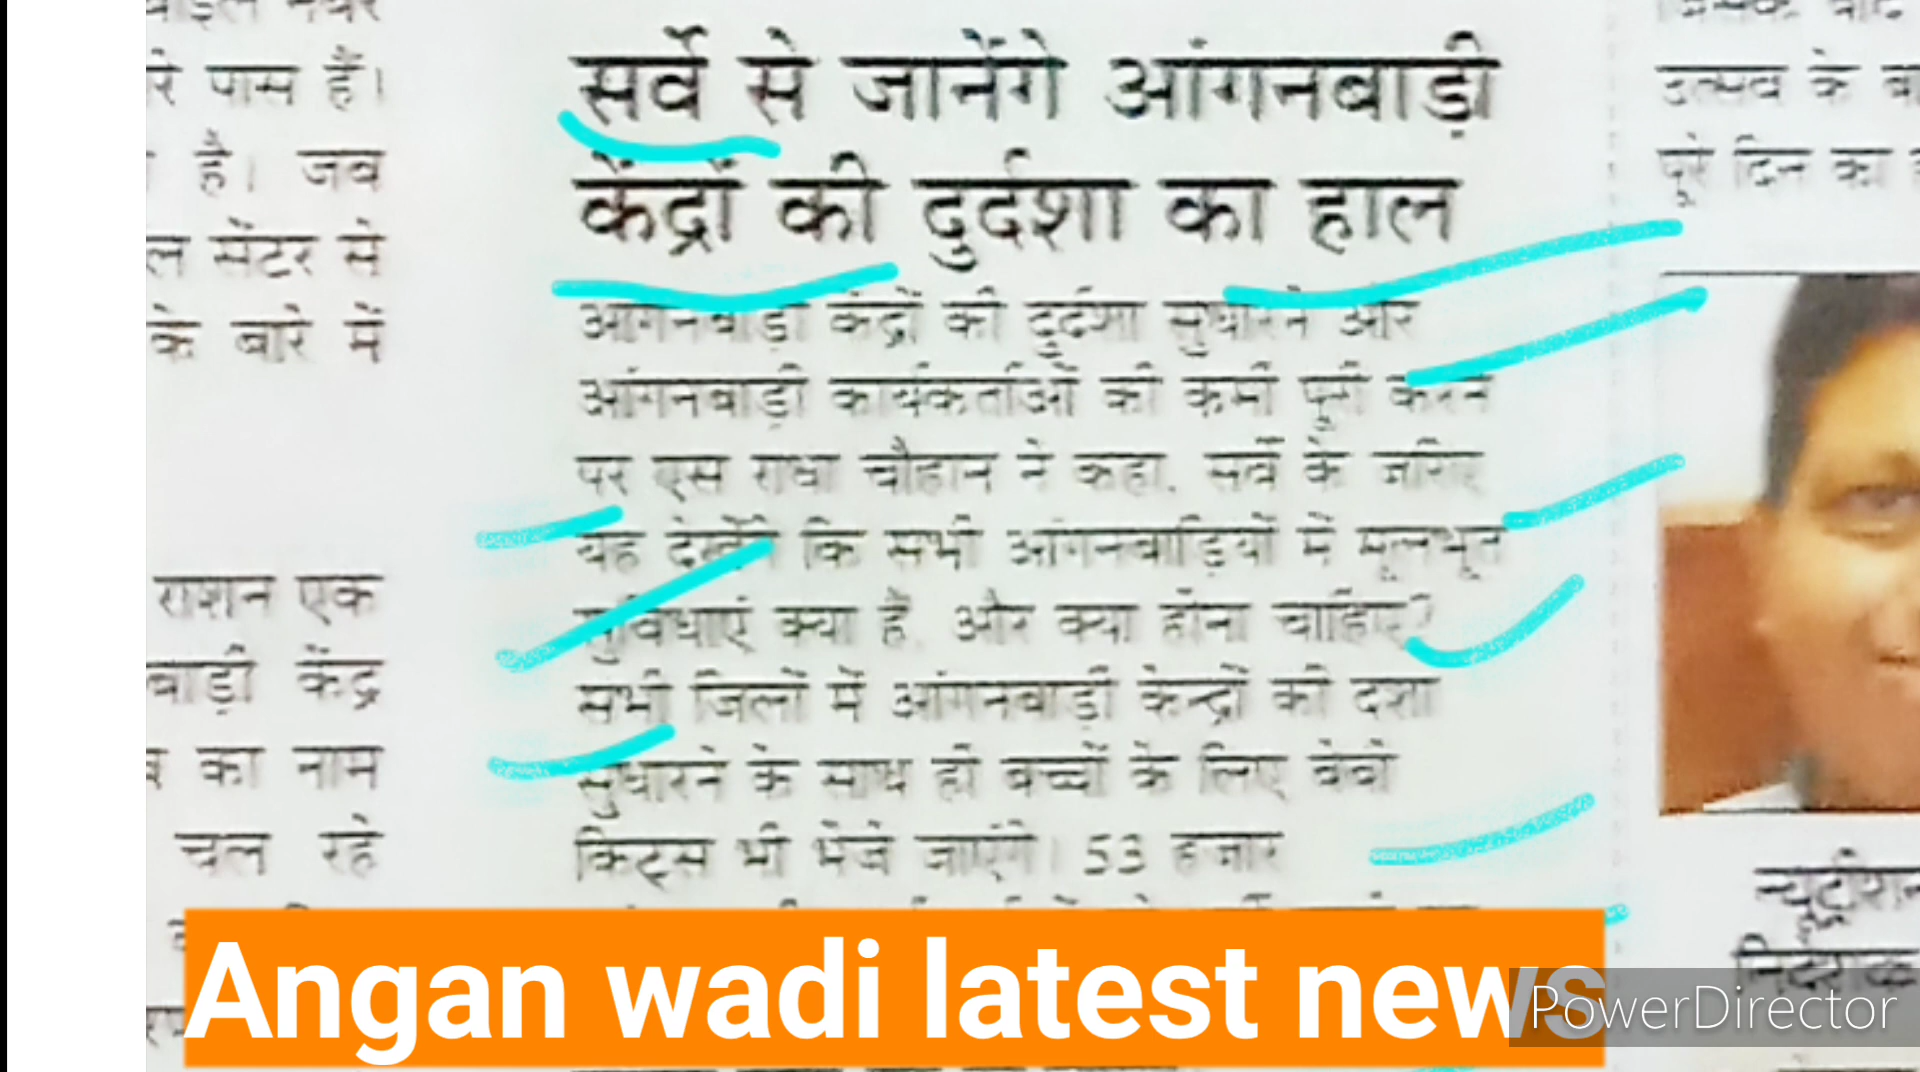 से पास हैं।
है। जब
ल सेंटर से
के बारे में
राशन एक
बाड़ी केंद्र
का नाम
चल रहे
सर्वे से जानेंगे आंगनबाड़ी
केंद्रों की दुर्दशा का हाल
आंगनबाड़ी केंद्रों की दुर्दशा सुधारने और
आंगनबाड़ी कार्यकर्ताओं की कमी पूरी करने
पर एस राधा चौहान ने कहा, सर्वे के जरिए
यह देखेंगे कि सभी आंगनबाड़ियों में मूलभूत
सुविधाएं क्या हैं, और क्या होना चाहिए?
सभी जिलों में आंगनबाड़ी केन्द्रों की दशा
सुधारने के साथ ही बच्चों के लिए बेबी
किट्स भी भेजे जाएंगे। 53 हजार
उत्सव के
पूरे दिन का
Angan wadi latest news
PowerDirector